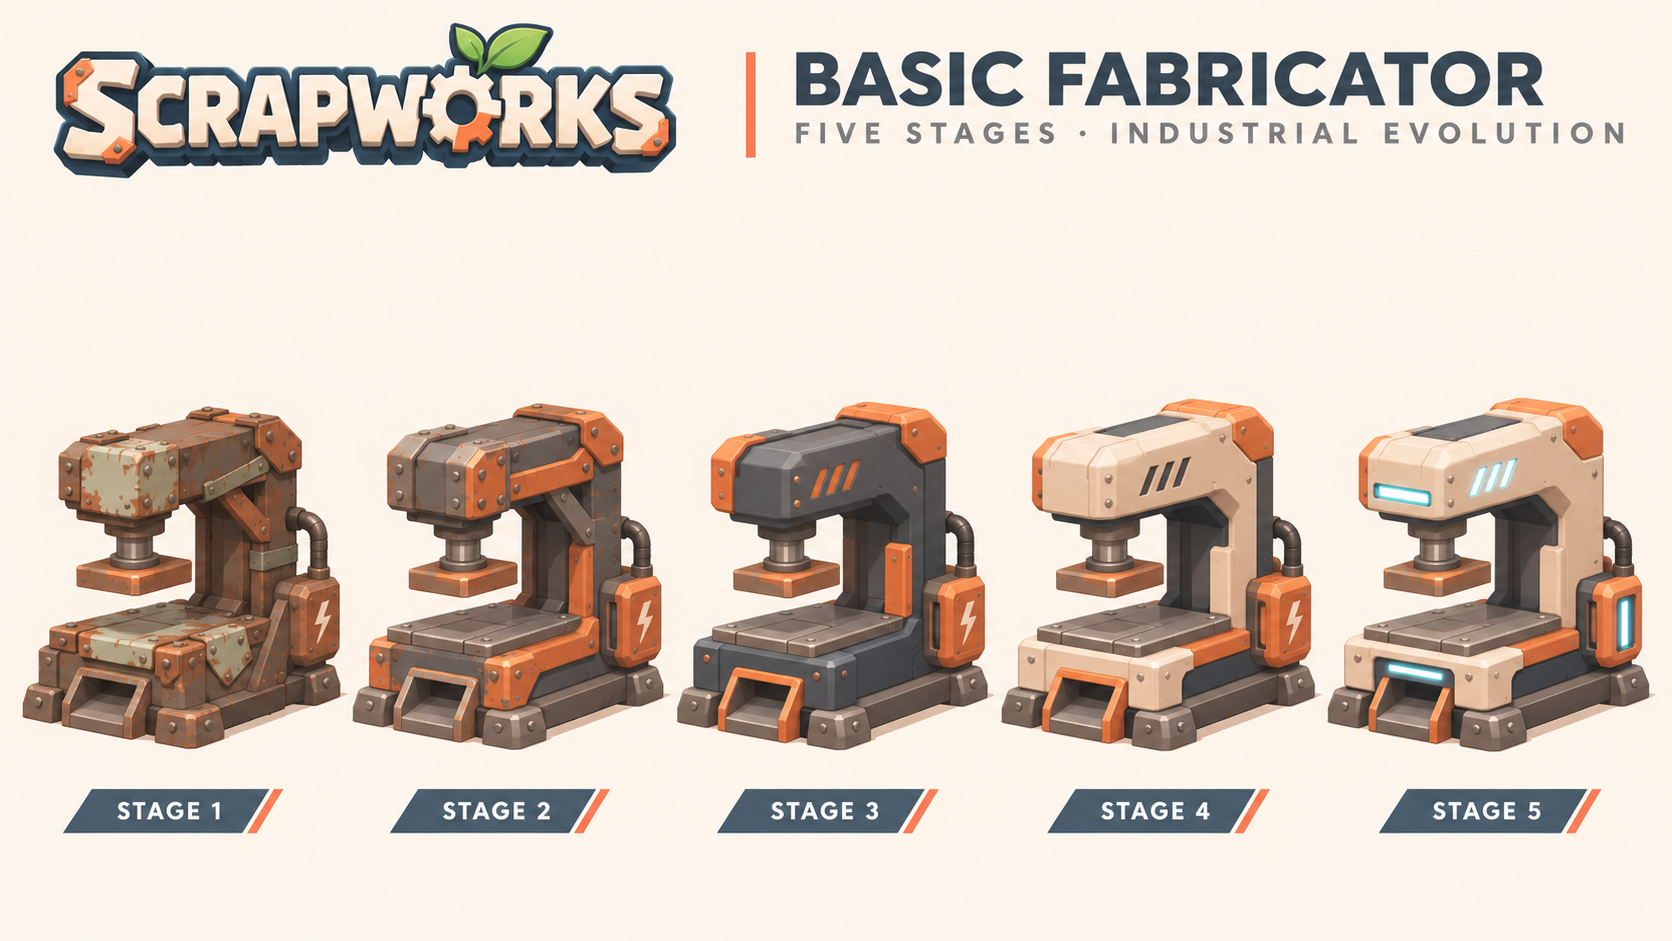 SCRAPWORKS
BASIC FABRICATOR
FIVE STAGES · INDUSTRIAL EVOLUTION
STAGE 1
STAGE 2
STAGE 3
STAGE 4
STAGE 5